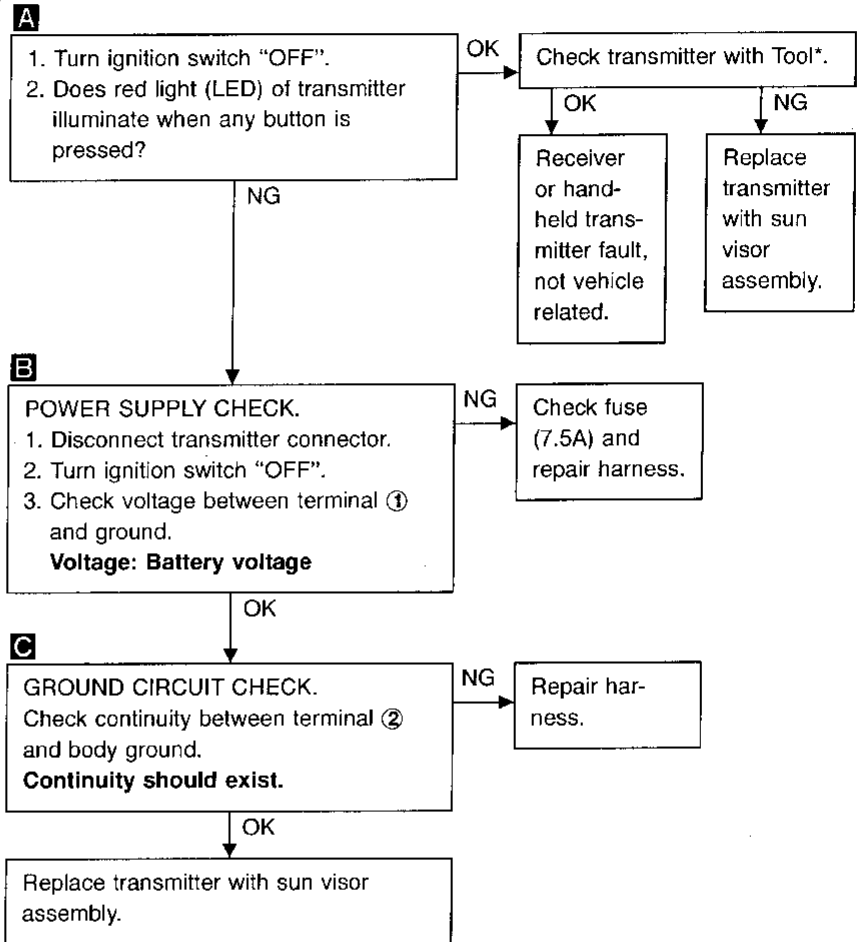 A
1. Turn ignition switch “OFF”.
2. Does red light (LED) of transmitter
illuminate when any button is
pressed?
OK
Check transmitter with Tool*.
OK
NG
Receiver
or hand-
held trans-
mitter fault,
not vehicle
related.
Replace
transmitter
with sun
visor
assembly.
NG
B
POWER SUPPLY CHECK.
1. Disconnect transmitter connector.
2. Turn ignition switch “OFF”.
3. Check voltage between terminal ①
and ground.
Voltage: Battery voltage
NG
Check fuse
(7.5A) and
repair harness.
OK
C
GROUND CIRCUIT CHECK.
Check continuity between terminal ②
and body ground.
Continuity should exist.
NG
Repair har-
ness.
OK
Replace transmitter with sun visor
assembly.